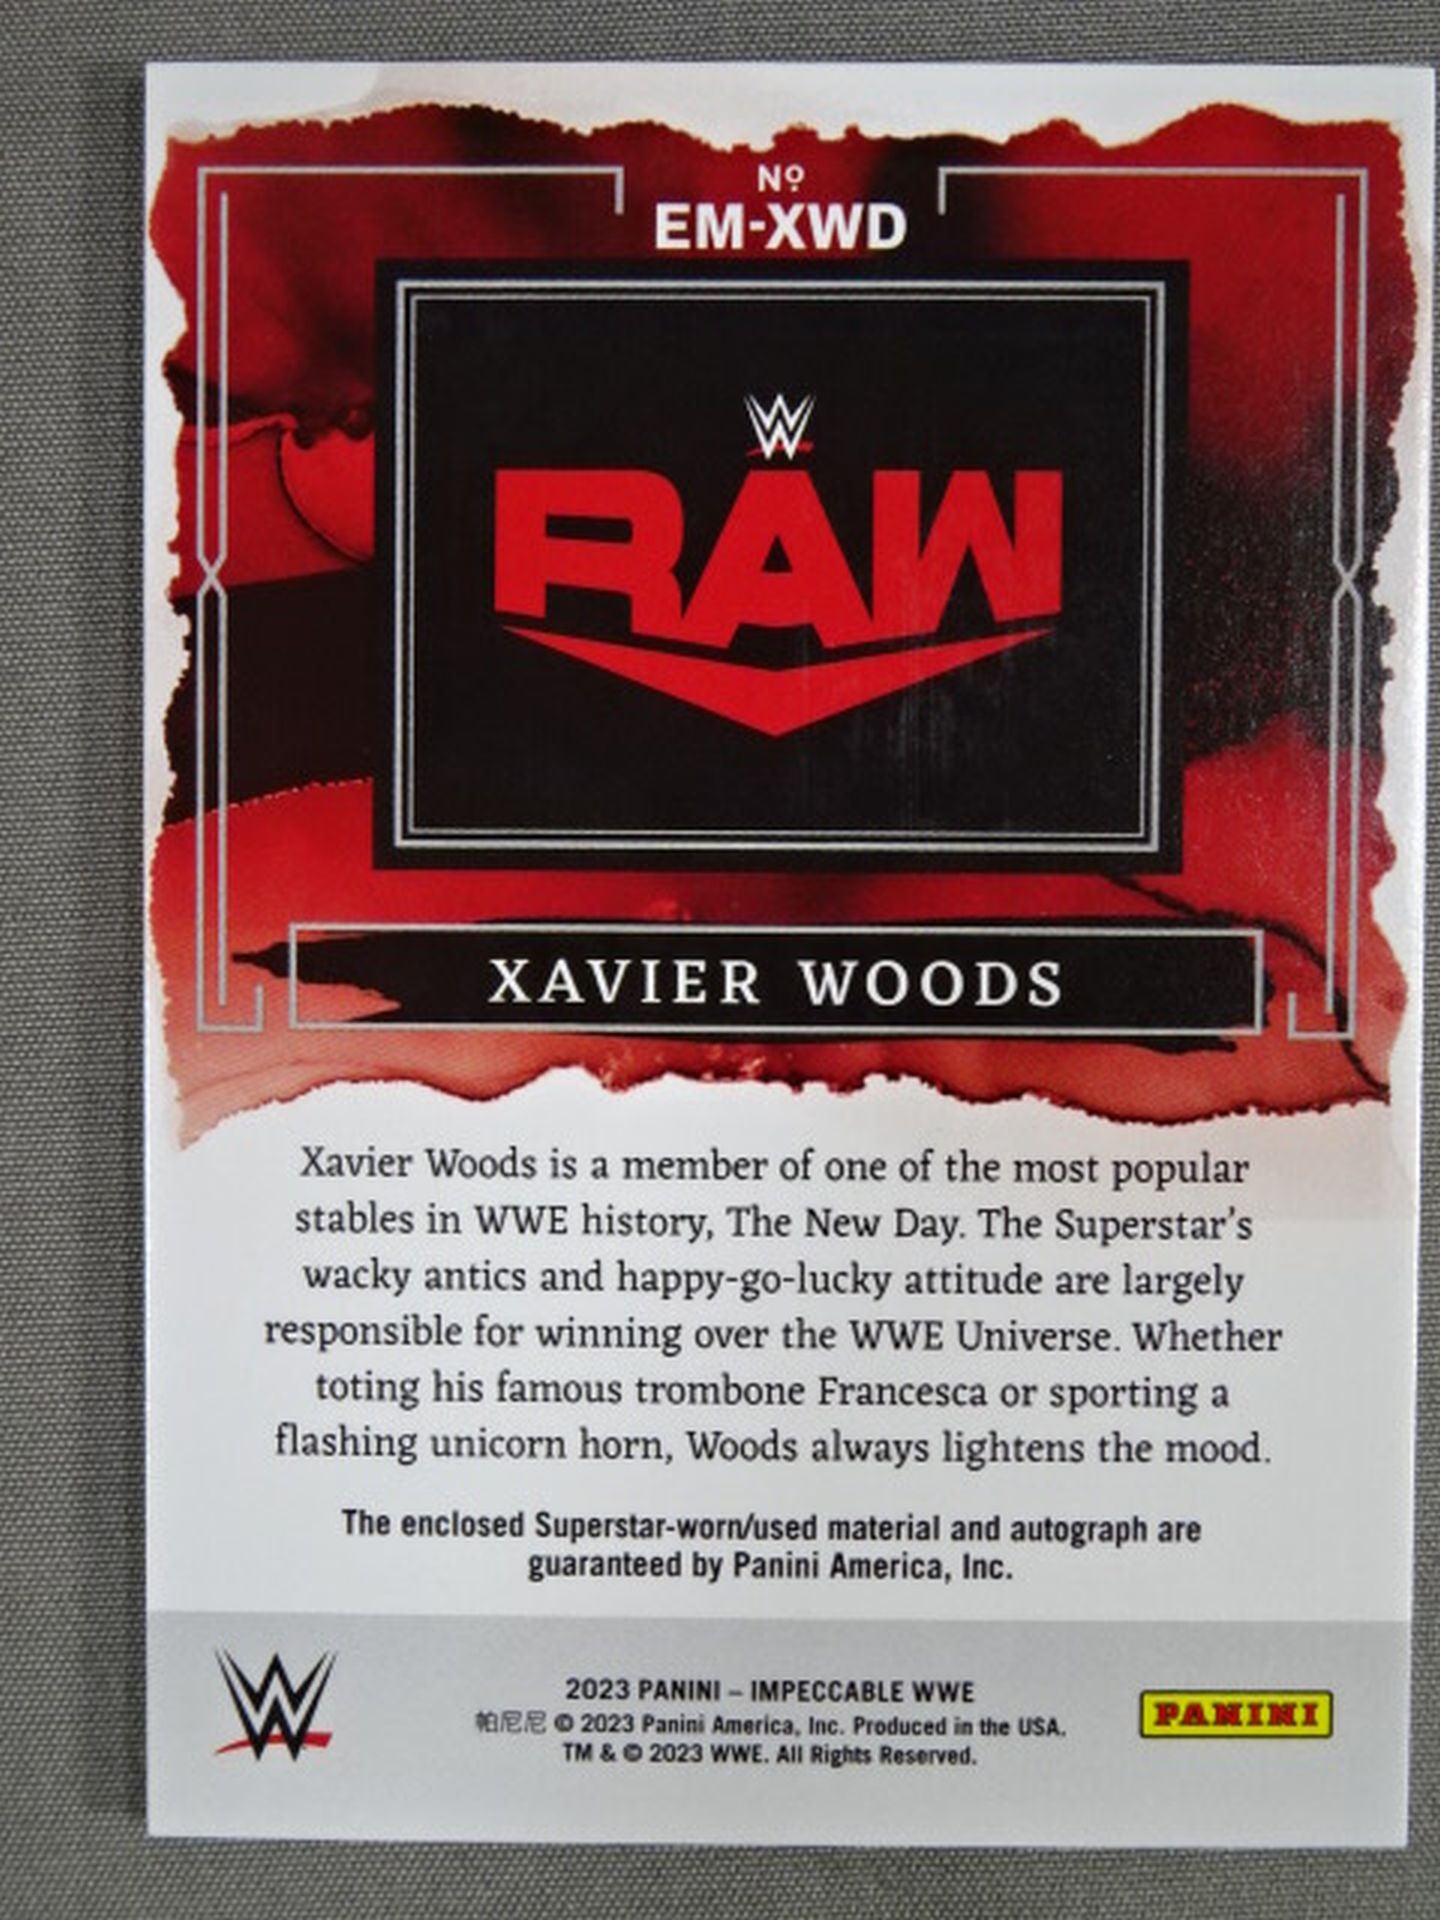 Nº
EM-XWD
W
RAW
XAVIER WOODS
Xavier Woods is a member of one of the most popular
stables in WWE history, The New Day. The Superstar’s
wacky antics and happy-go-lucky attitude are largely
responsible for winning over the WWE Universe. Whether
toting his famous trombone Francesca or sporting a
flashing unicorn horn, Woods always lightens the mood.
The enclosed Superstar-worn/used material and autograph are
guaranteed by Panini America, Inc.
W
2023 PANINI – IMPECCABLE WWE
帕尼尼 © 2023 Panini America, Inc. Produced in the USA.
TM & © 2023 WWE. All Rights Reserved.
PANINI